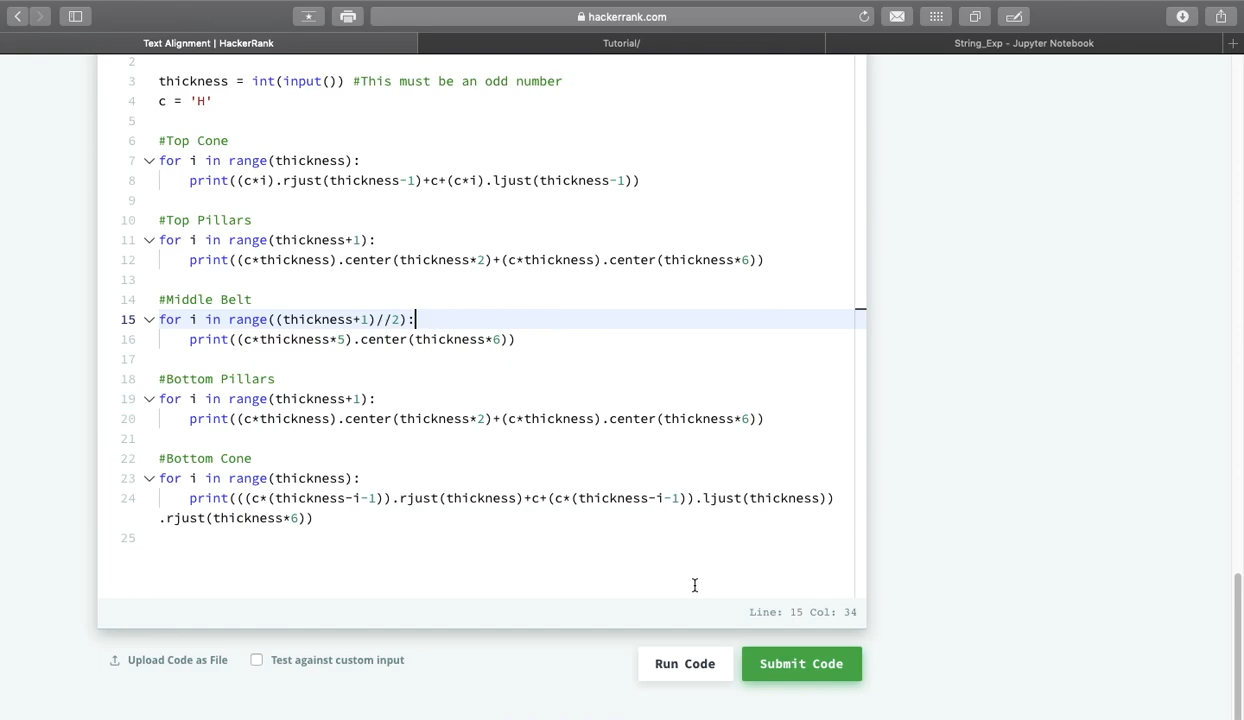 hackerrank.com
Text Alignment | HackerRank
Tutorial/
String_Exp - Jupyter Notebook
2
3 thickness = int(input()) #This must be an odd number
4 c = 'H'
5
6 #Top Cone
7 for i in range(thickness):
8 print((c*i).rjust(thickness-1)+c+(c*i).ljust(thickness-1))
9
10 #Top Pillars
11 for i in range(thickness+1):
12 print((c*thickness).center(thickness*2)+(c*thickness).center(thickness*6))
13
14 #Middle Belt
15 for i in range((thickness+1)//2):
16 print((c*thickness*5).center(thickness*6))
17
18 #Bottom Pillars
19 for i in range(thickness+1):
20 print((c*thickness).center(thickness*2)+(c*thickness).center(thickness*6))
21
22 #Bottom Cone
23 for i in range(thickness):
24 print(((c*(thickness-i-1)).rjust(thickness)+c+(c*(thickness-i-1)).ljust(thickness))
.rjust(thickness*6))
25
Line: 15 Col: 34
Upload Code as File
Test against custom input
Run Code
Submit Code